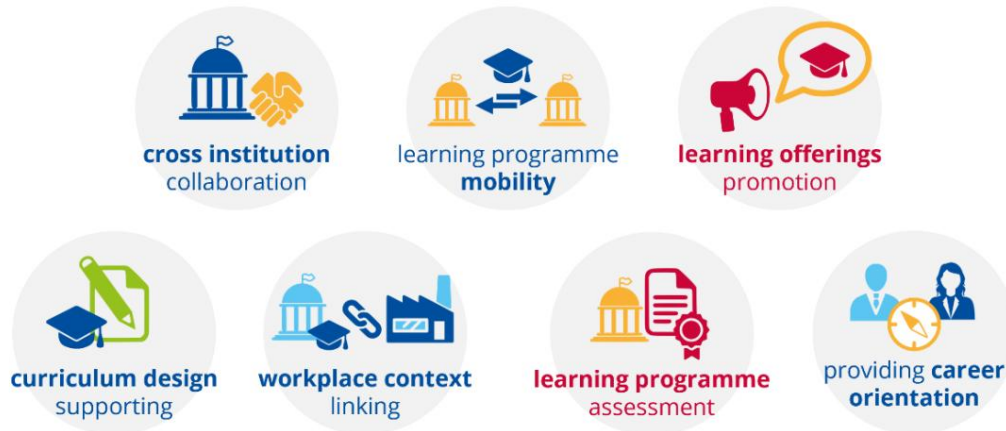 cross institution
collaboration
learning programme
mobility
learning offerings
promotion
curriculum design
supporting
workplace context
linking
learning programme
assessment
providing career
orientation